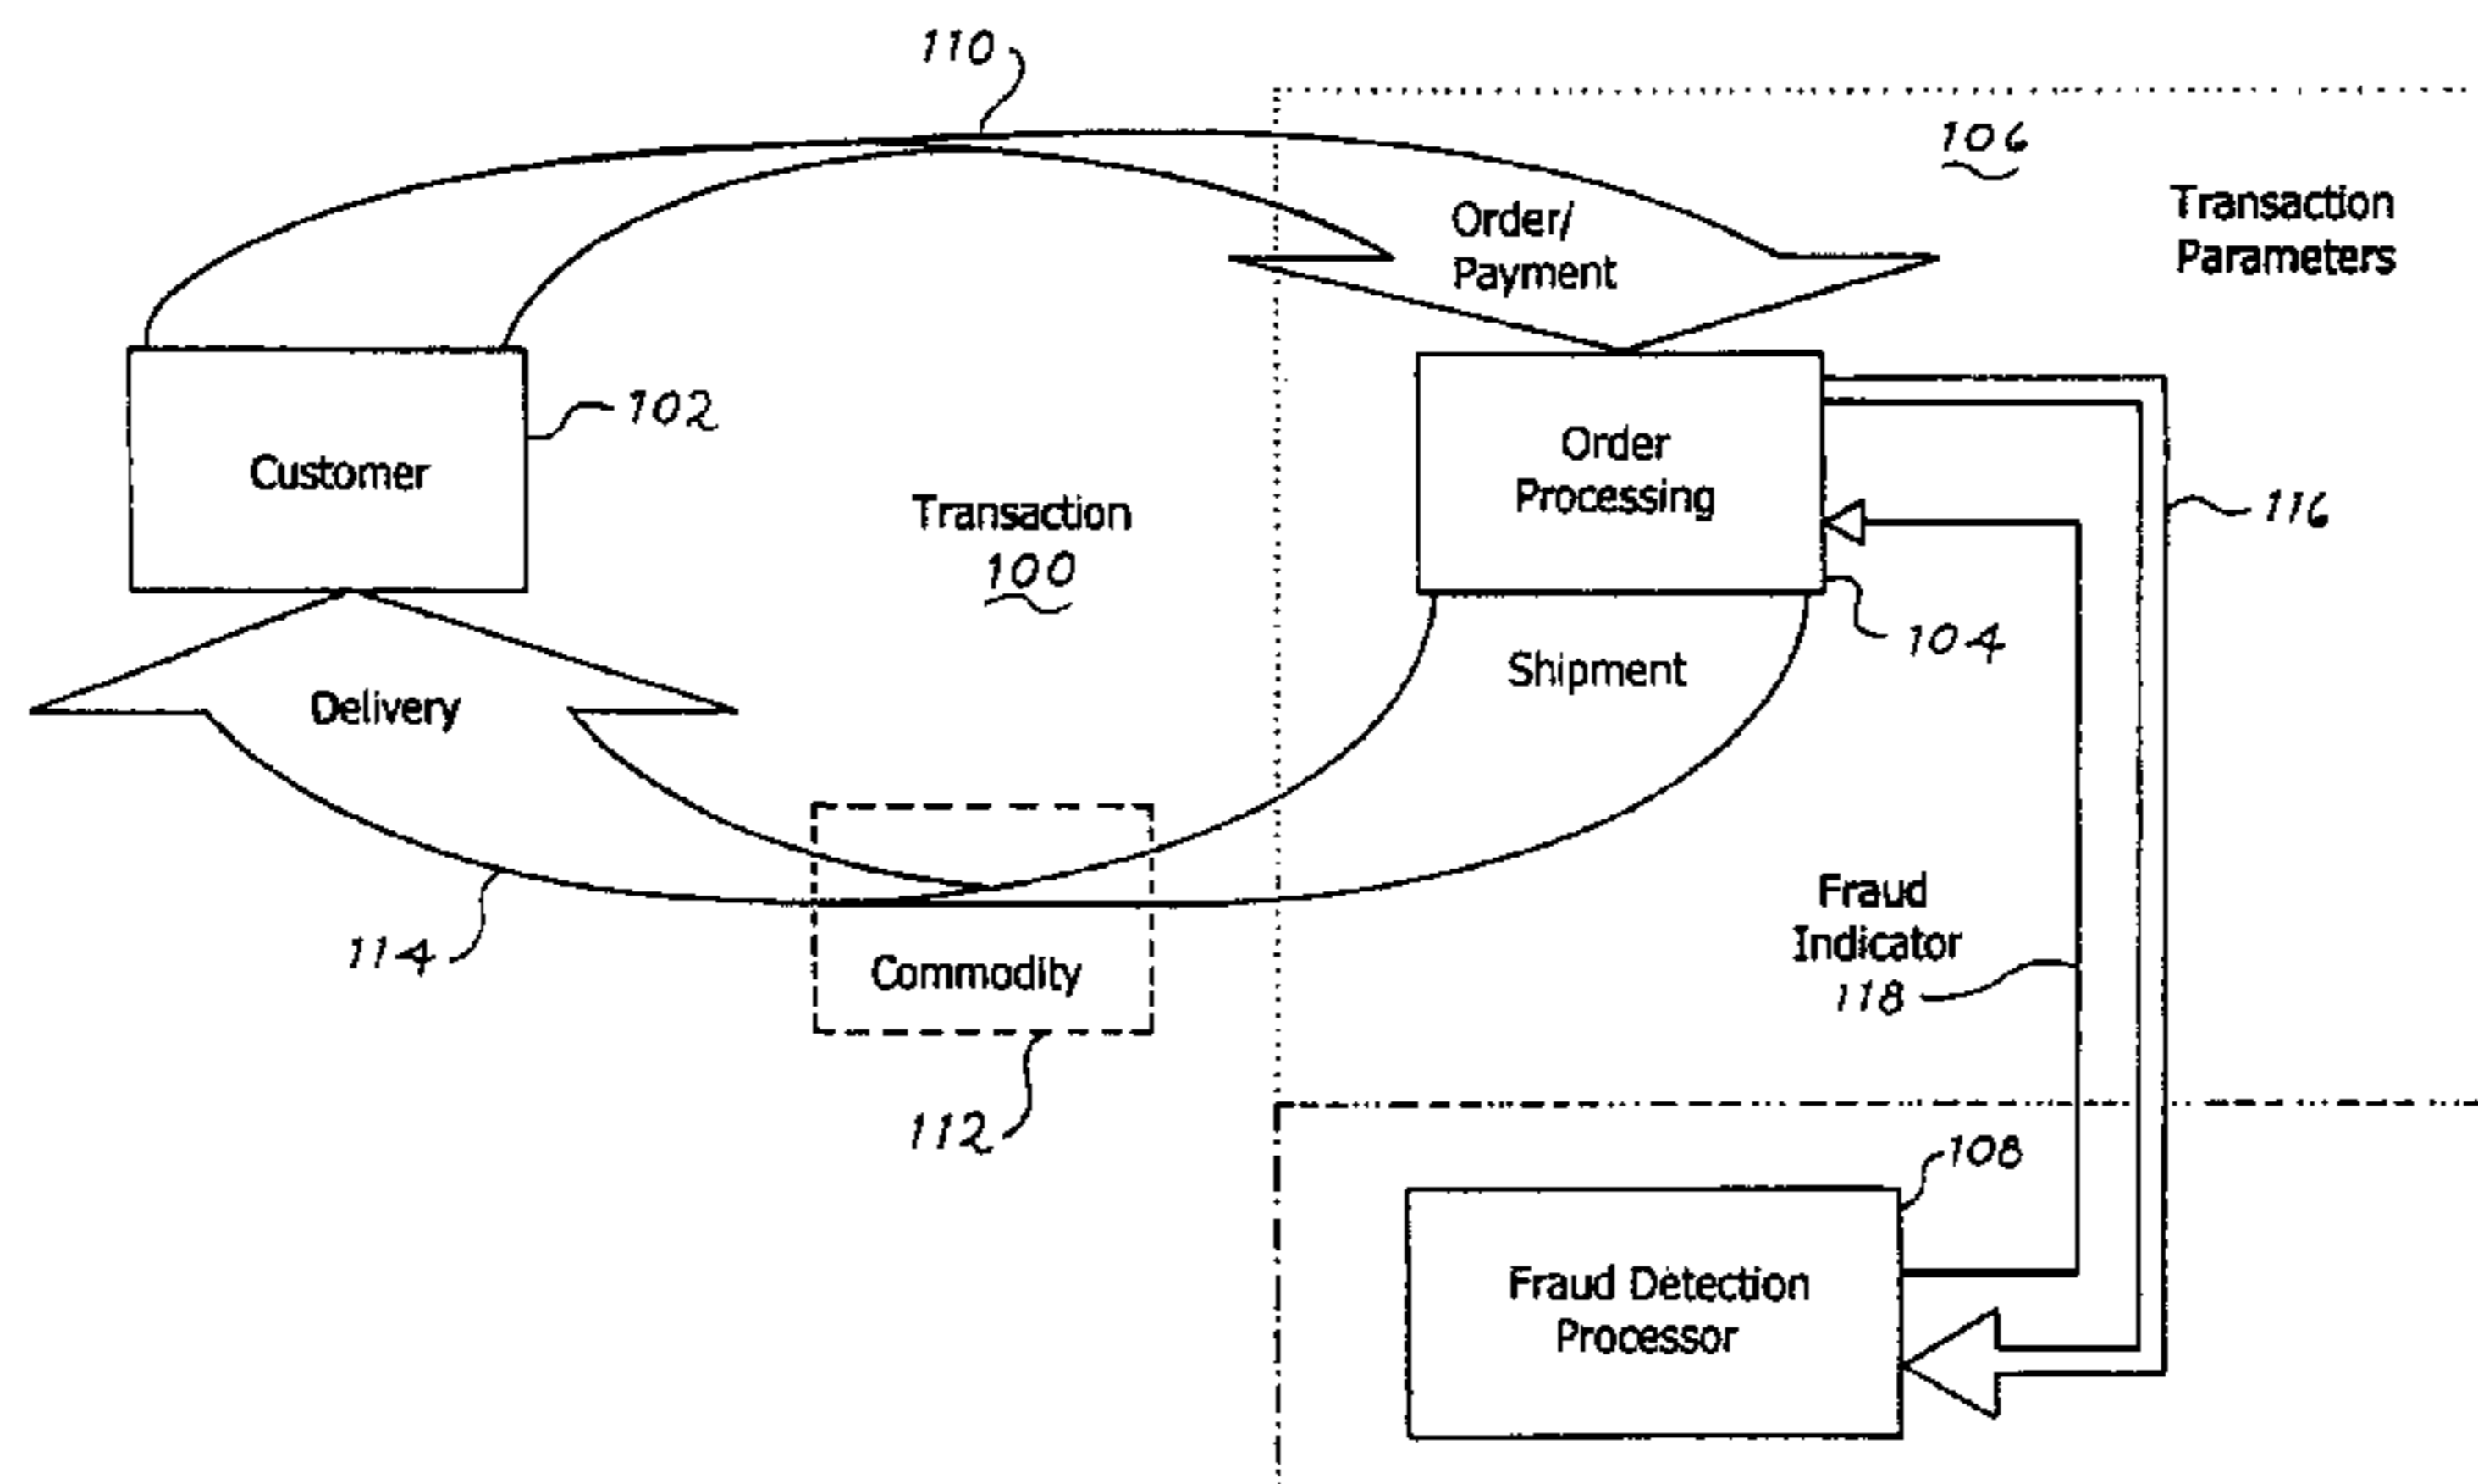 110
106
Transaction
Parameters
Order/
Payment
102
Customer
Order
Processing
116
Transaction
100
104
Shipment
Delivery
Fraud
Indicator
118
114
Commodity
112
108
Fraud Detection
Processor